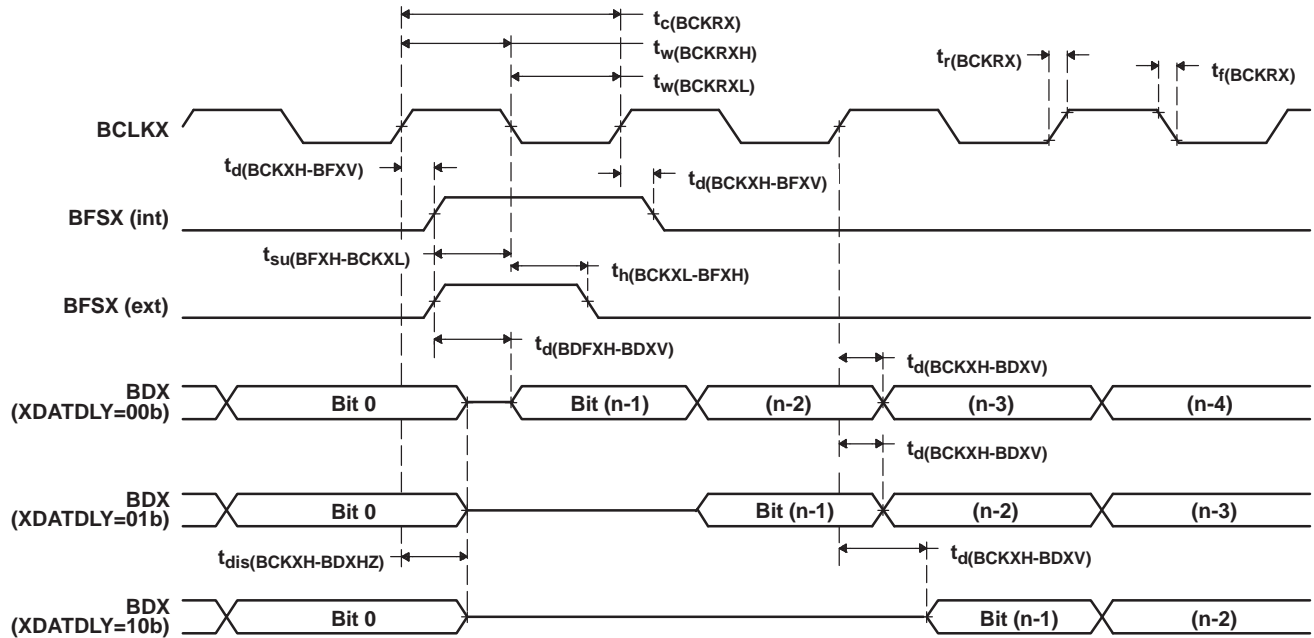 tc(BCKRX)
tw(BCKRXH)
tw(BCKRXL)
tr(BCKRX)
tf(BCKRX)
BCLKX
td(BCKXH-BFXV)
td(BCKXH-BFXV)
BFSX (int)
tsu(BFXH-BCKXL)
th(BCKXL-BFXH)
BFSX (ext)
td(BDFXH-BDXV)
td(BCKXH-BDXV)
BDX
(XDATDLY=00b)
Bit 0
Bit (n-1)
(n-2)
(n-3)
(n-4)
td(BCKXH-BDXV)
BDX
(XDATDLY=01b)
Bit 0
Bit (n-1)
(n-2)
(n-3)
tdis(BCKXH-BDXHZ)
td(BCKXH-BDXV)
BDX
(XDATDLY=10b)
Bit 0
Bit (n-1)
(n-2)